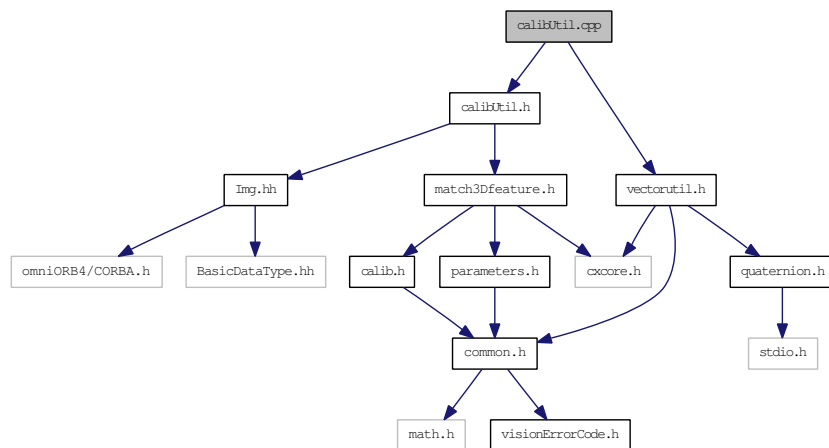 calibUtil.cpp
calibUtil.h
Img.hh
match3Dfeature.h
vectorutil.h
omniORB4/CORBA.h
BasicDataType.hh
calib.h
parameters.h
cxcore.h
quaternion.h
common.h
stdio.h
math.h
visionErrorCode.h